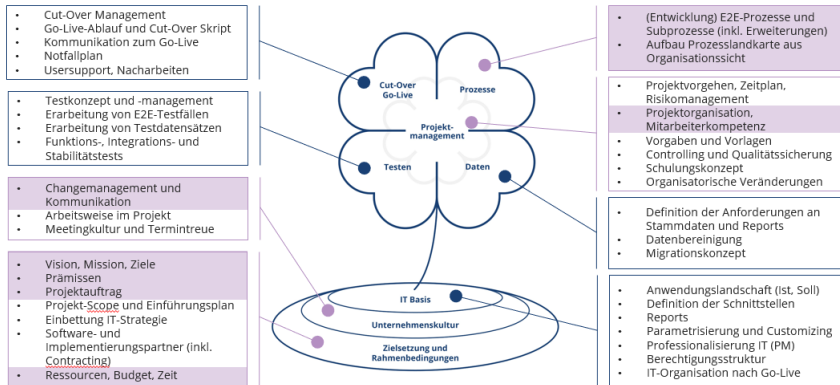 Cut-Over Management
Go-Live-Ablauf und Cut-Over Skript
Kommunikation zum Go-Live
Notfallplan
Usersupport, Nacharbeiten
Testkonzept und -management
Erarbeitung von E2E-Testfällen
Erarbeitung von Testdatensätzen
Funktions-, Integrations- und
Stabilitätstests
Changemanagement und
Kommunikation
Arbeitsweise im Projekt
Meetingkultur und Termintreue
Vision, Mission, Ziele
Prämissen
Projektauftrag
Projekt-Scope und Einführungsplan
Einbettung IT-Strategie
Software- und
Implementierungspartner (inkl.
Contracting)
Ressourcen, Budget, Zeit
Cut-Over
Go-Live
Prozesse
Projekt-
management
Testen
Daten
IT Basis
Unternehmenskultur
Zielsetzung und
Rahmenbedingungen
(Entwicklung) E2E-Prozesse und
Subprozesse (inkl. Erweiterungen)
Aufbau Prozesslandkarte aus
Organisationssicht
Projektvorgehen, Zeitplan,
Risikomanagement
Projektorganisation,
Mitarbeiterkompetenz
Vorgaben und Vorlagen
Controlling und Qualitätssicherung
Schulungskonzept
Organisatorische Veränderungen
Definition der Anforderungen an
Stammdaten und Reports
Datenbereinigung
Migrationskonzept
Anwendungslandschaft (Ist, Soll)
Definition der Schnittstellen
Reports
Parametrisierung und Customizing
Professionalisierung IT (PM)
Berechtigungsstruktur
IT-Organisation nach Go-Live